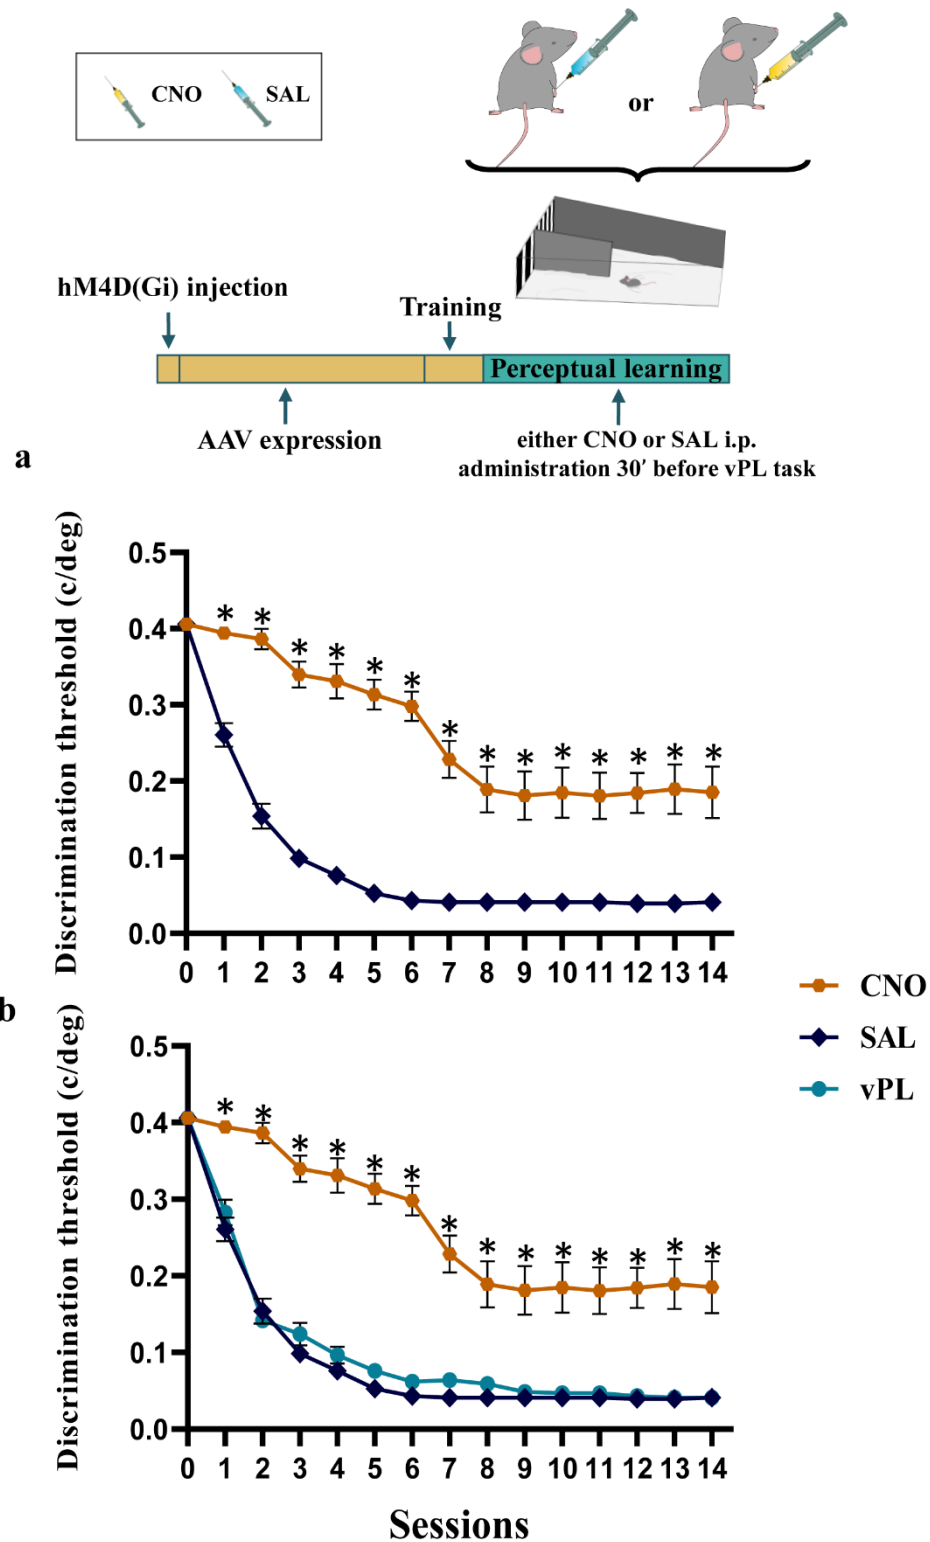 CNO SAL
or
hM4D(Gi) injection
Training
Perceptual learning
AAV expression
either CNO or SAL i.p.
administration 30′ before vPL task
a
Discrimination threshold (c/deg)
0.5
0.4
0.3
0.2
0.1
0.0
* * * * * * * * * * * * * *
0 1 2 3 4 5 6 7 8 9 10 11 12 13 14
CNO
SAL
vPL
b
Discrimination threshold (c/deg)
0.5
0.4
0.3
0.2
0.1
0.0
* * * * * * * * * * * * * *
0 1 2 3 4 5 6 7 8 9 10 11 12 13 14
Sessions